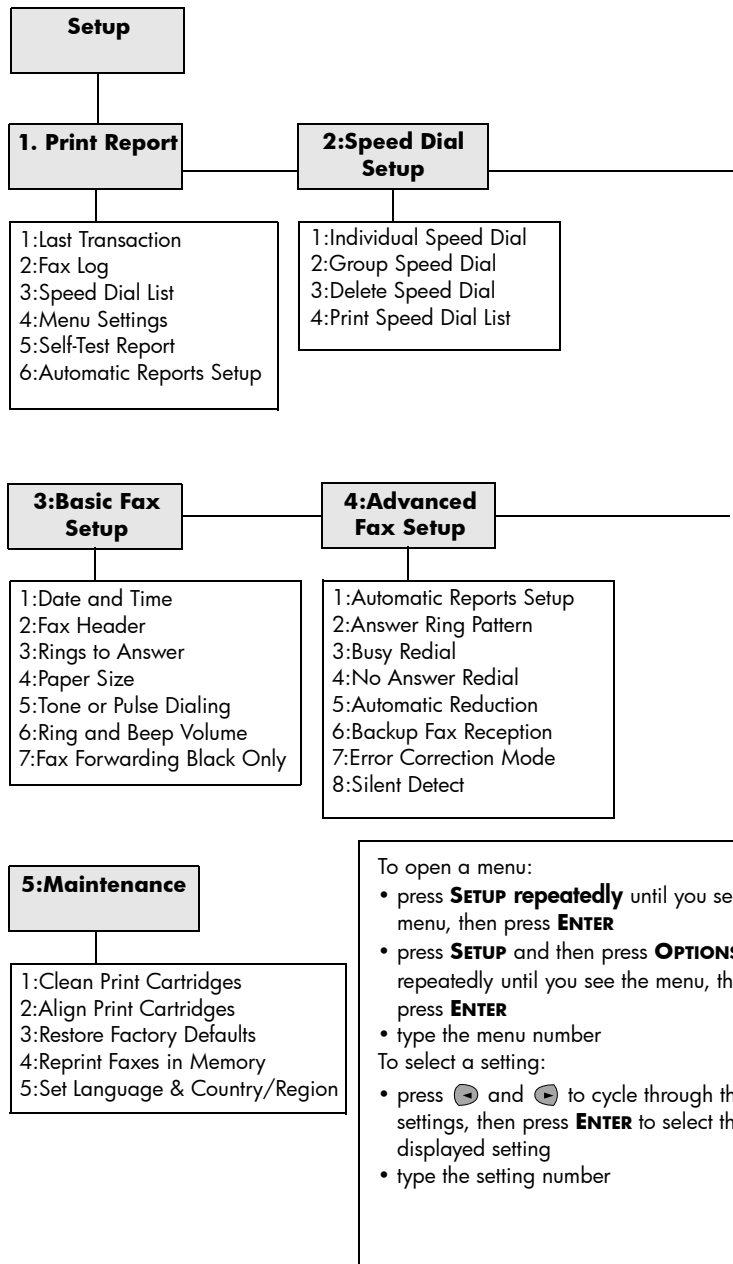 Setup
1. Print Report
1:Last Transaction
2:Fax Log
3:Speed Dial List
4:Menu Settings
5:Self-Test Report
6:Automatic Reports Setup
2:Speed Dial
Setup
1:Individual Speed Dial
2:Group Speed Dial
3:Delete Speed Dial
4:Print Speed Dial List
3:Basic Fax
Setup
1:Date and Time
2:Fax Header
3:Rings to Answer
4:Paper Size
5:Tone or Pulse Dialing
6:Ring and Beep Volume
7:Fax Forwarding Black Only
4:Advanced
Fax Setup
1:Automatic Reports Setup
2:Answer Ring Pattern
3:Busy Redial
4:No Answer Redial
5:Automatic Reduction
6:Backup Fax Reception
7:Error Correction Mode
8:Silent Detect
5:Maintenance
1:Clean Print Cartridges
2:Align Print Cartridges
3:Restore Factory Defaults
4:Reprint Faxes in Memory
5:Set Language & Country/Region
To open a menu:
• press SETUP repeatedly until you
menu, then press ENTER
• press SETUP and then press OPTIONS
repeatedly until you see the menu,
press ENTER
• type the menu number
To select a setting:
• press and to cycle through
settings, then press ENTER to select
displayed setting
• type the setting number